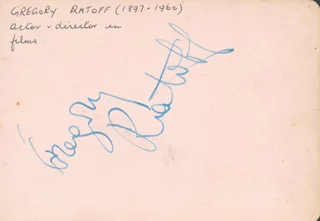 GREGORY RATOFF (1897-1960)
actor - director in
films.
Gregory
Ratoff